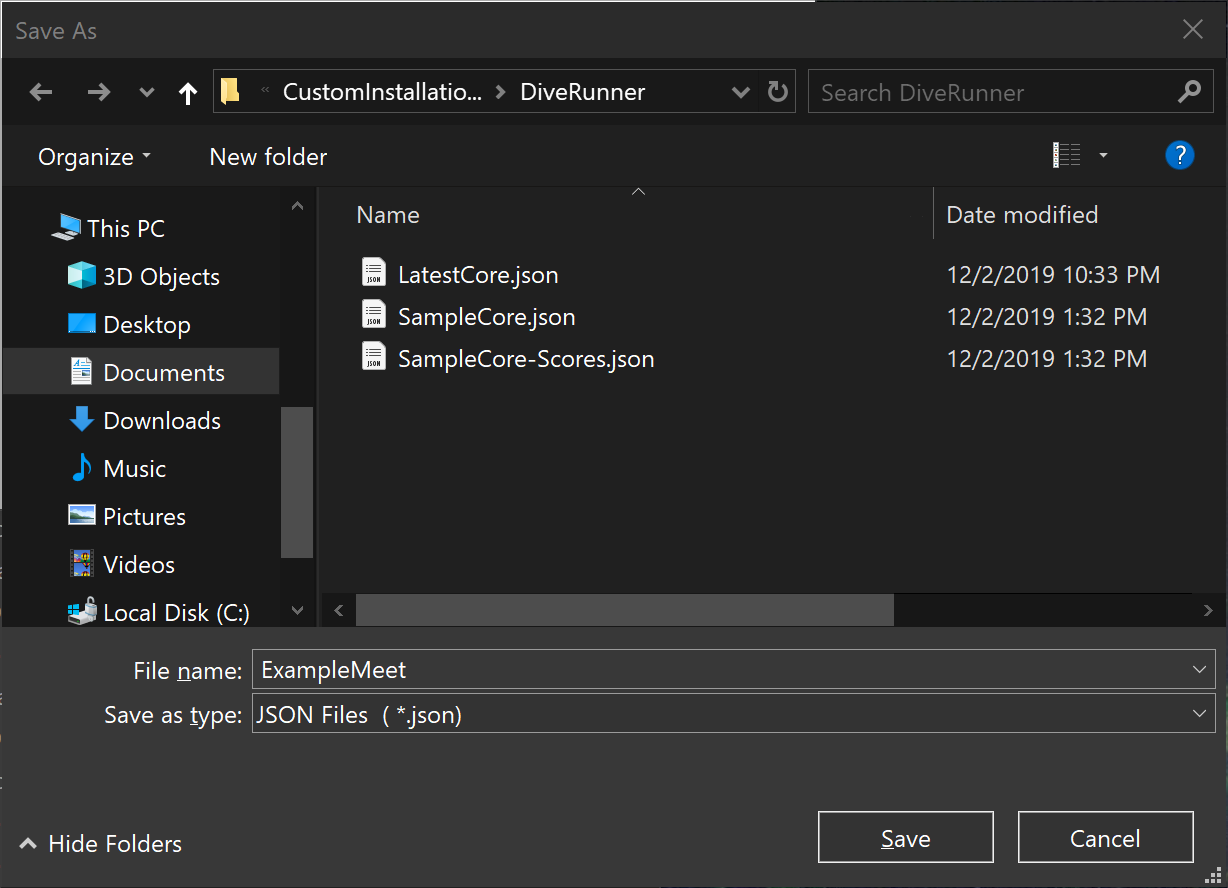 Save As
« CustomInstallatio... > DiveRunner
Search DiveRunner
Organize
New folder
?
This PC
3D Objects
Desktop
Documents
Downloads
Music
Pictures
Videos
Local Disk (C:)
Name Date modified
JSON LatestCore.json 12/2/2019 10:33 PM
JSON SampleCore.json 12/2/2019 1:32 PM
JSON SampleCore-Scores.json 12/2/2019 1:32 PM
File name: ExampleMeet
Save as type: JSON Files ( *.json)
Hide Folders
Save
Cancel